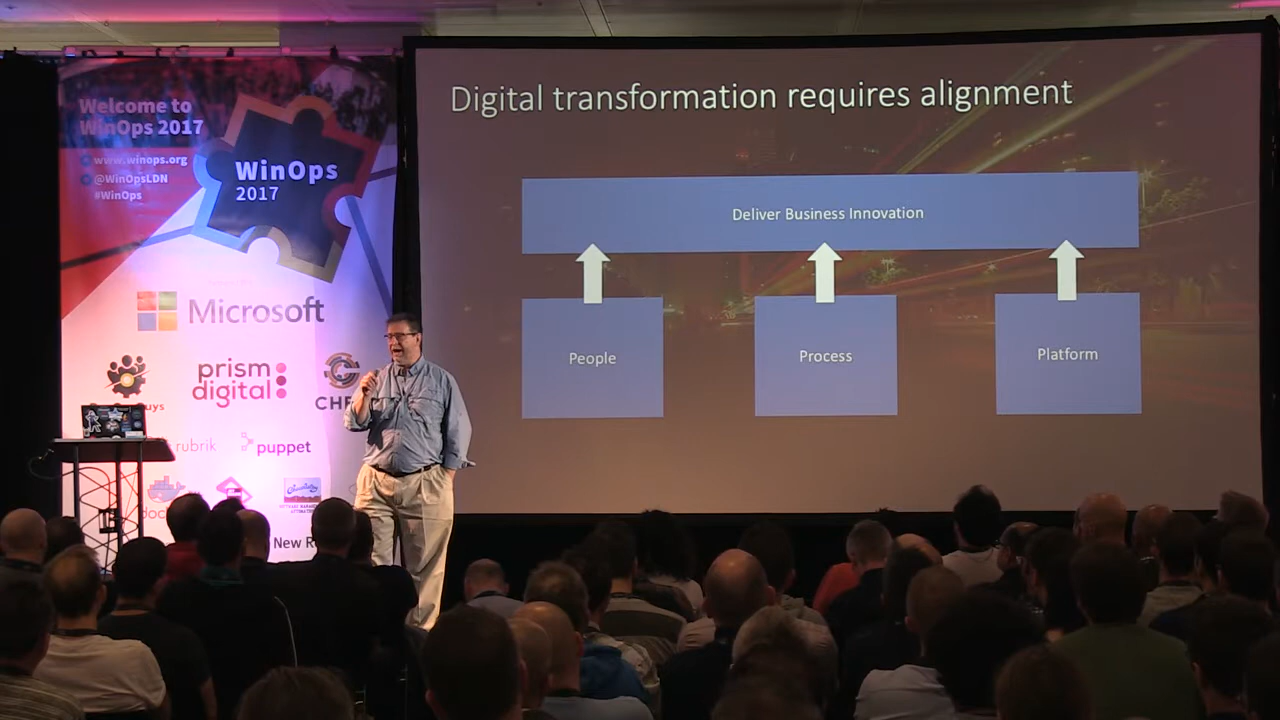 Welcome to
WinOps 2017
www.winops.org
@WinOpsLDN
#WinOps
WinOps
2017
Microsoft
prism
digital
rubrik
puppet
New R
Digital transformation requires alignment
Deliver Business Innovation
People
Process
Platform